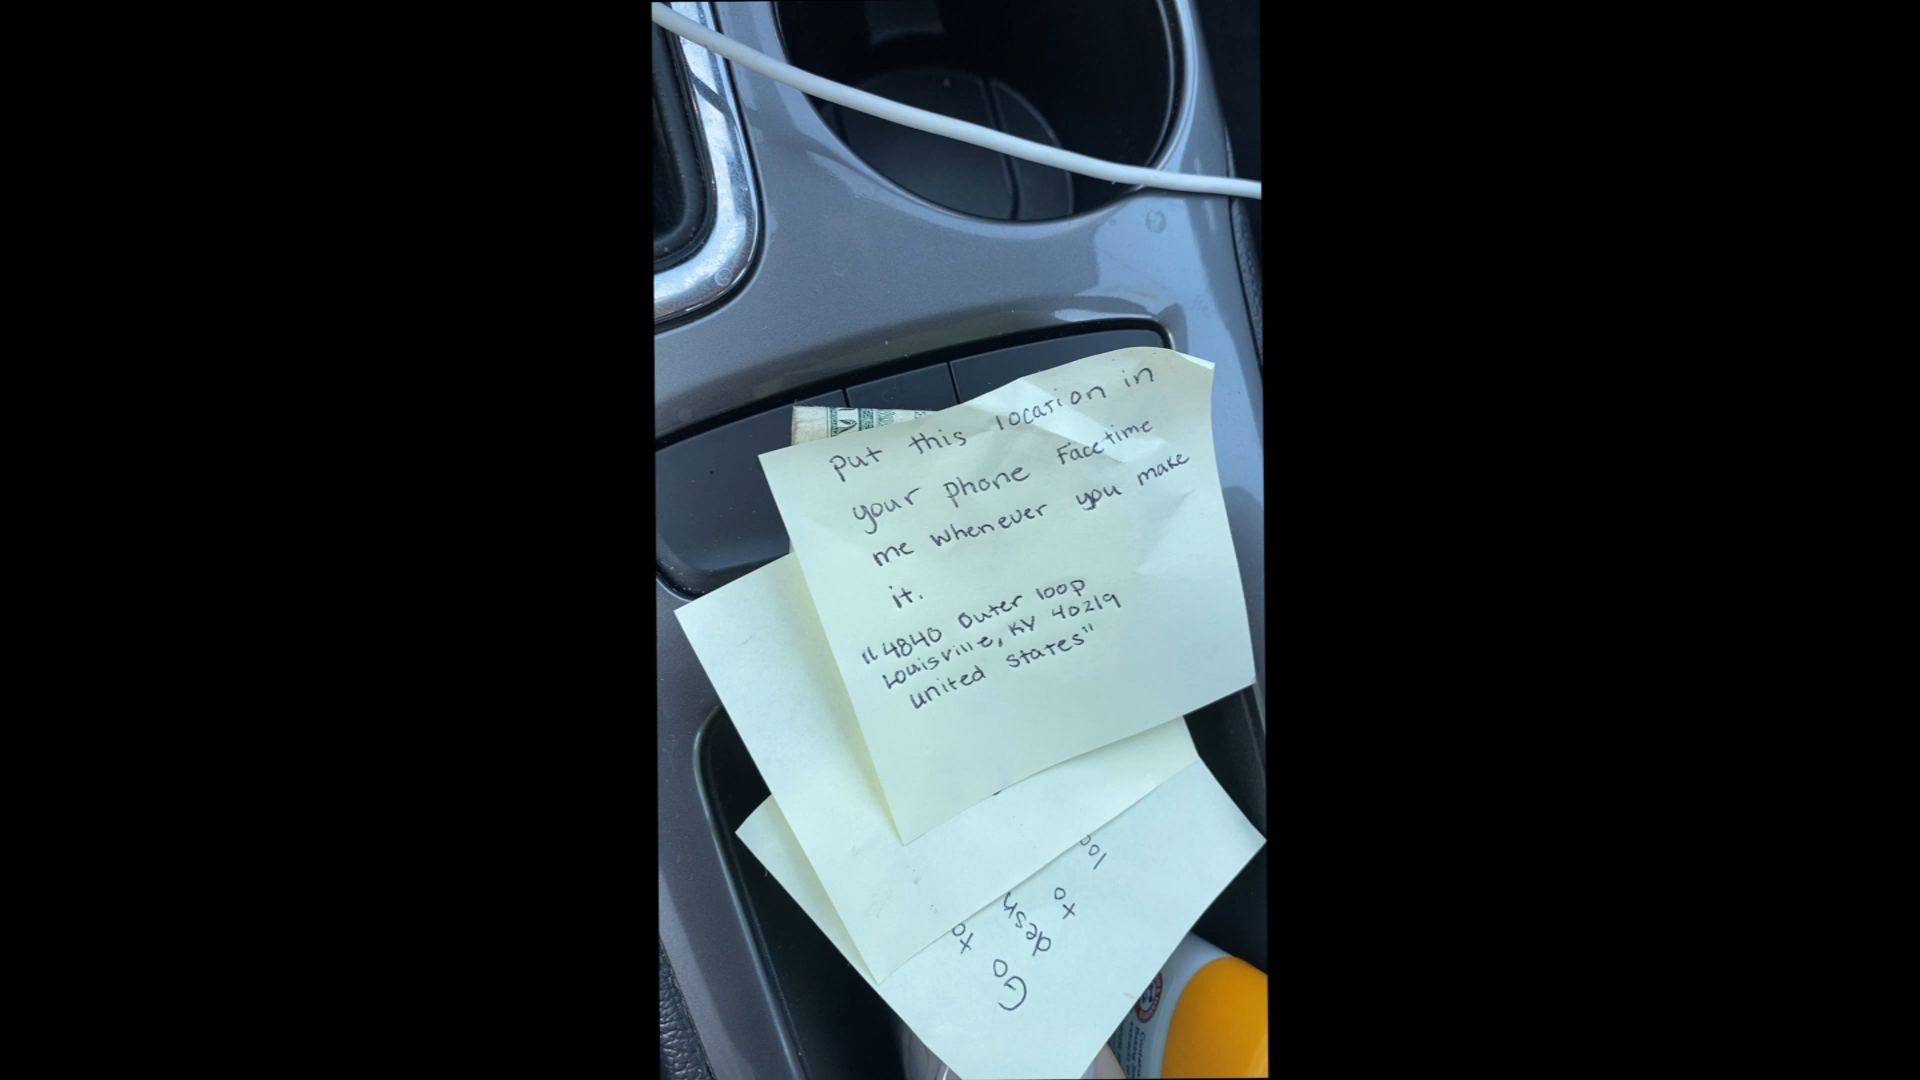 put this location in
your phone Facetime
me whenever you make
it.
"4840 Outer loop
Louisville, KY 40219
United States"
Go to
desk
to